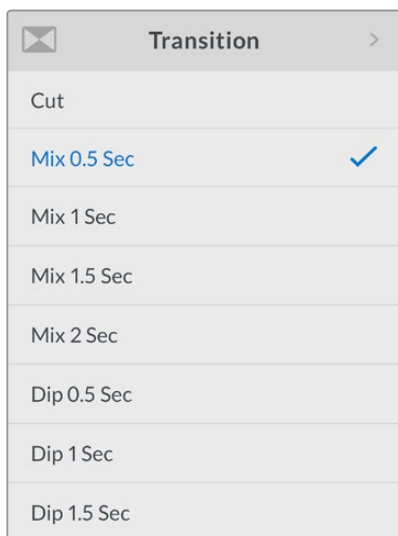 Transition
Cut
Mix 0.5 Sec
Mix 1 Sec
Mix 1.5 Sec
Mix 2 Sec
Dip 0.5 Sec
Dip 1 Sec
Dip 1.5 Sec